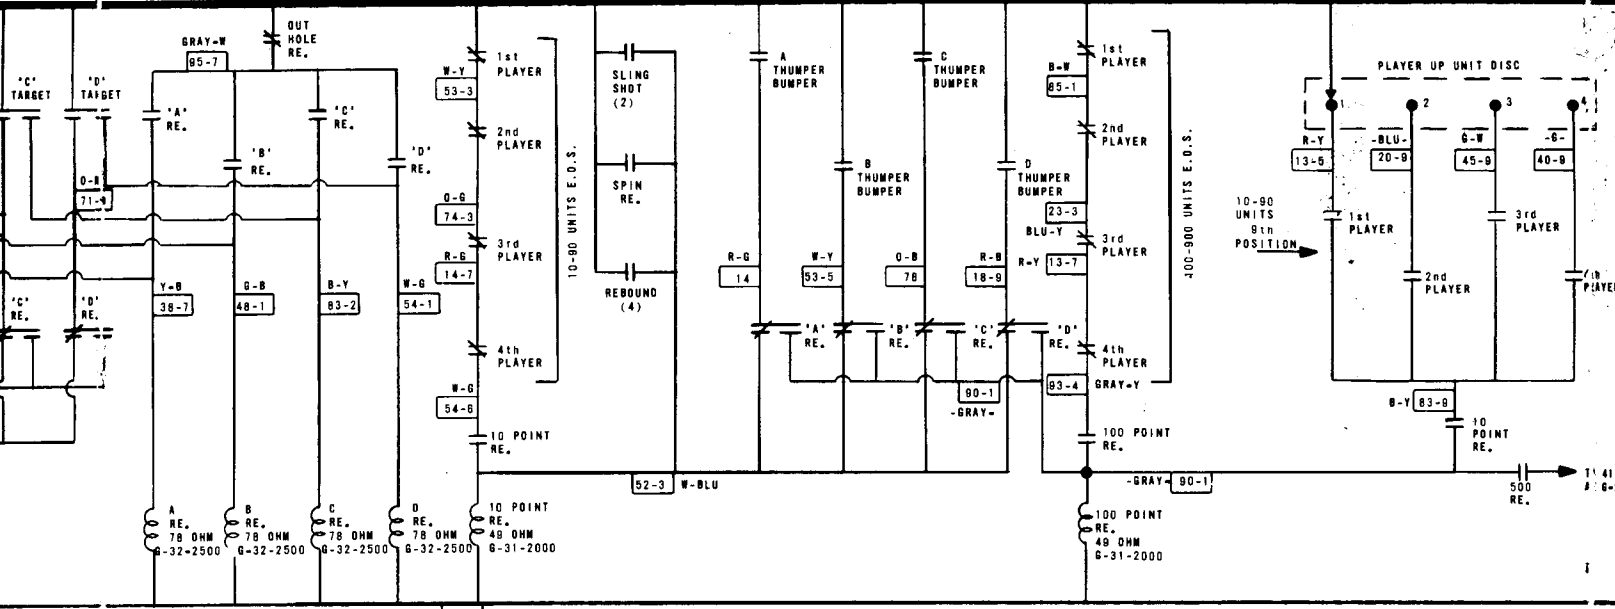 "C"
TARGET
"D"
TARGET
GRAY-W
95-7
OUT
HOLE
RE.
"A"
RE.
"B"
RE.
"C"
RE.
"D"
RE.
71-9
"C"
RE.
"D"
RE.
Y-B
38-7
G-B
48-1
B-Y
83-2
W-G
54-1
A
RE.
78 OHM
G-32-2500
B
RE.
78 OHM
G-32-2500
C
RE.
78 OHM
G-32-2500
D
RE.
78 OHM
G-32-2500
1st
PLAYER
W-Y
53-3
2nd
PLAYER
O-G
74-3
3rd
PLAYER
R-G
14-7
4th
PLAYER
W-G
54-6
10 POINT
RE.
10 POINT
RE.
49 OHM
G-31-2000
10-90 UNITS E.O.S.
SLING
SHOT
(2)
SPIN
RE.
REBOUND
(4)
52-3
W-BLU
A
THUMPER
BUMPER
B
THUMPER
BUMPER
C
THUMPER
BUMPER
D
THUMPER
BUMPER
R-G
14
W-Y
53-5
O-B
78
R-B
18-9
"A"
RE.
"B"
RE.
"C"
RE.
"D"
RE.
90-1
-GRAY-
1st
PLAYER
B-W
85-1
2nd
PLAYER
23-3
BLU-Y
3rd
PLAYER
R-Y
13-7
4th
PLAYER
93-4
GRAY-Y
100 POINT
RE.
100 POINT
RE.
49 OHM
G-31-2000
100-900 UNITS E.O.S.
-GRAY-
90-1
PLAYER UP UNIT DISC
1
2
3
4
R-Y
13-5
-BLU-
20-9
G-W
45-9
-G-
40-9
10-90
UNITS
9th
POSITION
1st
PLAYER
2nd
PLAYER
3rd
PLAYER
B-Y
83-9
10
POINT
RE.
500
RE.